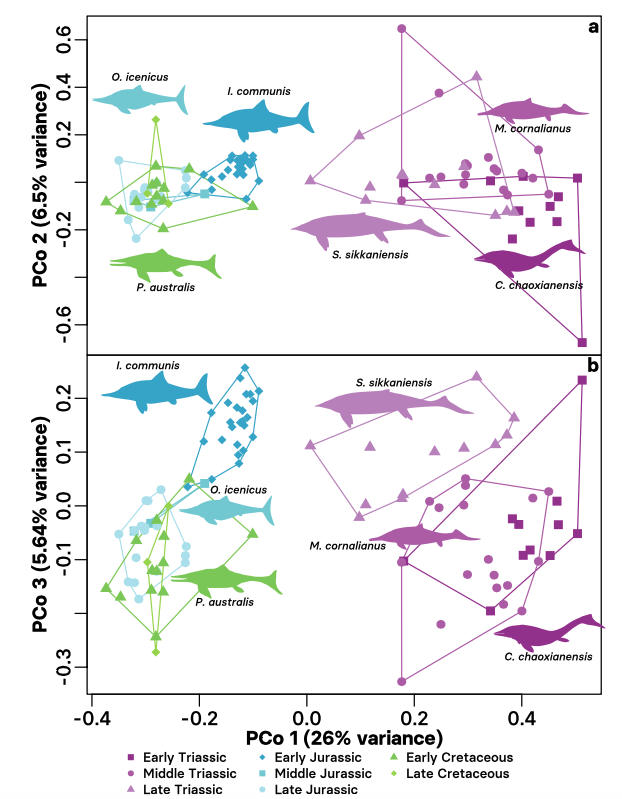 a
0.6
0.4
0.2
-0.2
-0.6
PCo 2 (6.5% variance)
O. icenicus
I. communis
M. cornalianus
S. sikkaniensis
P. australis
C. chaoxianensis
b
0.2
0.1
0.0
-0.1
-0.3
PCo 3 (5.64% variance)
I. communis
S. sikkaniensis
O. icenicus
M. cornalianus
P. australis
C. chaoxianensis
-0.4 -0.2 0.0 0.2 0.4
PCo 1 (26% variance)
Early Triassic Early Jurassic Early Cretaceous
Middle Triassic Middle Jurassic Late Cretaceous
Late Triassic Late Jurassic